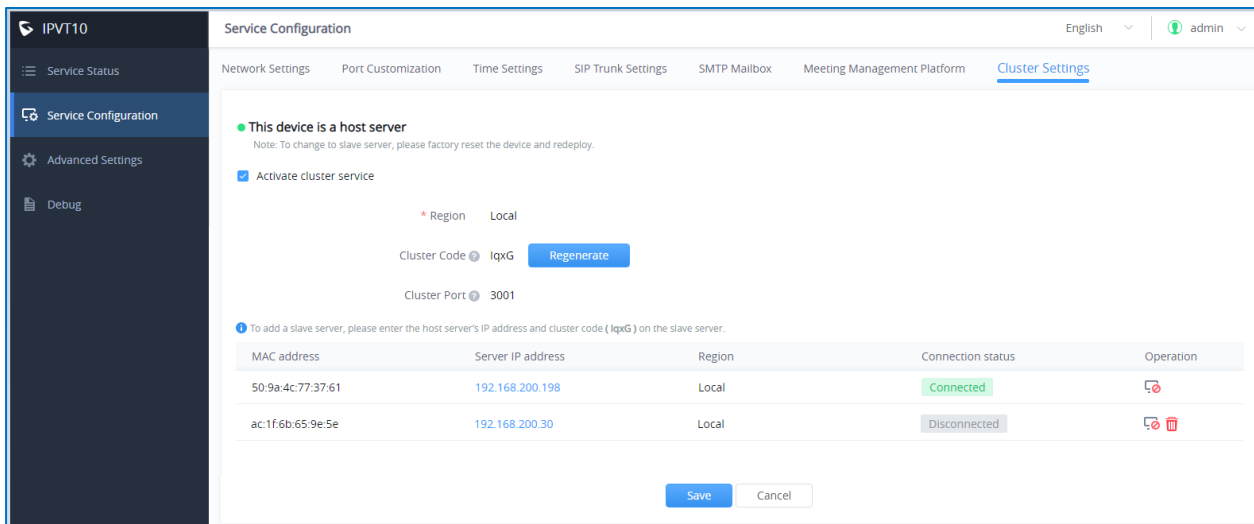 IPVT10
Service Configuration
English
admin
Service Status
Service Configuration
Advanced Settings
Debug
Network Settings Port Customization Time Settings SIP Trunk Settings SMTP Mailbox Meeting Management Platform Cluster Settings
This device is a host server
Note: To change to slave server, please factory reset the device and redeploy.
Activate cluster service
* Region Local
Cluster Code ? IqxG Regenerate
Cluster Port ? 3001
To add a slave server, please enter the host server's IP address and cluster code ( IqxG ) on the slave server.
MAC address Server IP address Region Connection status Operation
50:9a:4c:77:37:61 192.168.200.198 Local Connected
ac:1f:6b:65:9e:5e 192.168.200.30 Local Disconnected
Save Cancel